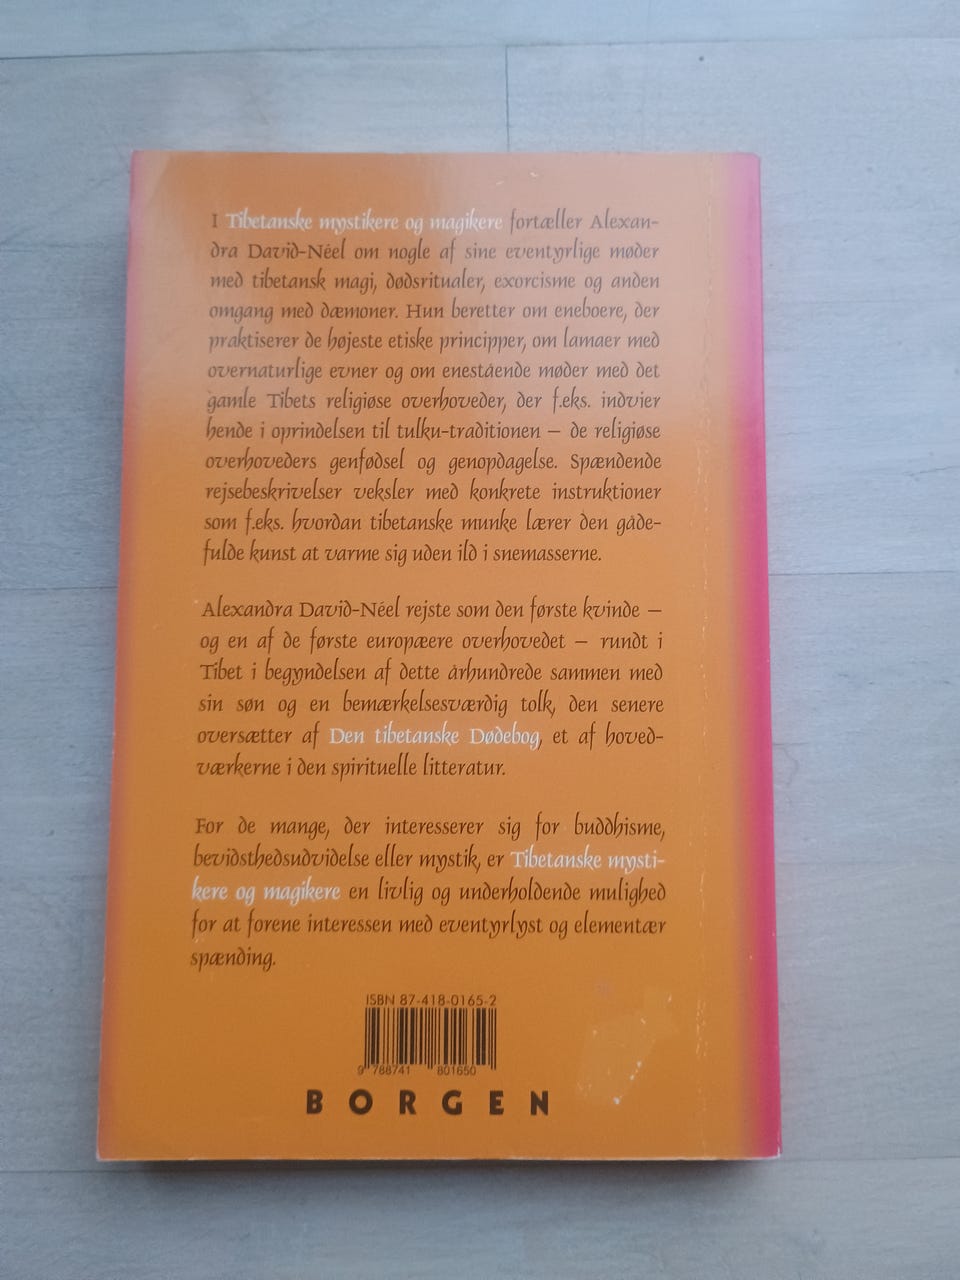 I Tibetanske mystikere og magikere fortæller Alexan-
dra David-Néel om nogle af sine eventyrlige møder
med tibetansk magi, dødsritualer, exorcisme og anden
omgang med dæmoner. Hun beretter om eneboere, der
praktiserer de højeste etiske principper, om lamaer med
overnaturlige evner og om enestående møder med det
gamle Tibets religiøse overhoveder, der f.eks. indvier
hende i oprindelsen til tulku-traditionen – de religiøse
overhoveders genfødsel og genopdagelse. Spændende
rejsebeskrivelser veksler med konkrete instruktioner
som f.eks. hvordan tibetanske munke lærer den gåde-
fulde kunst at varme sig uden ild i snemasserne.
Alexandra David-Néel rejste som den første kvinde –
og en af de første europæere overhovedet – rundt i
Tibet i begyndelsen af dette århundrede sammen med
sin søn og en bemærkelsesværdig tolk, den senere
oversætter af Den tibetanske Dødebog, et af hoved-
værkerne i den spirituelle litteratur.
For de mange, der interesserer sig for buddhisme,
bevidsthedsudvidelse eller mystik, er Tibetanske mysti-
kere og magikere en livlig og underholdende mulighed
for at forene interessen med eventyrlyst og elementær
spænding.
ISBN 87-418-0165-2
9 788741 801650
BORGEN